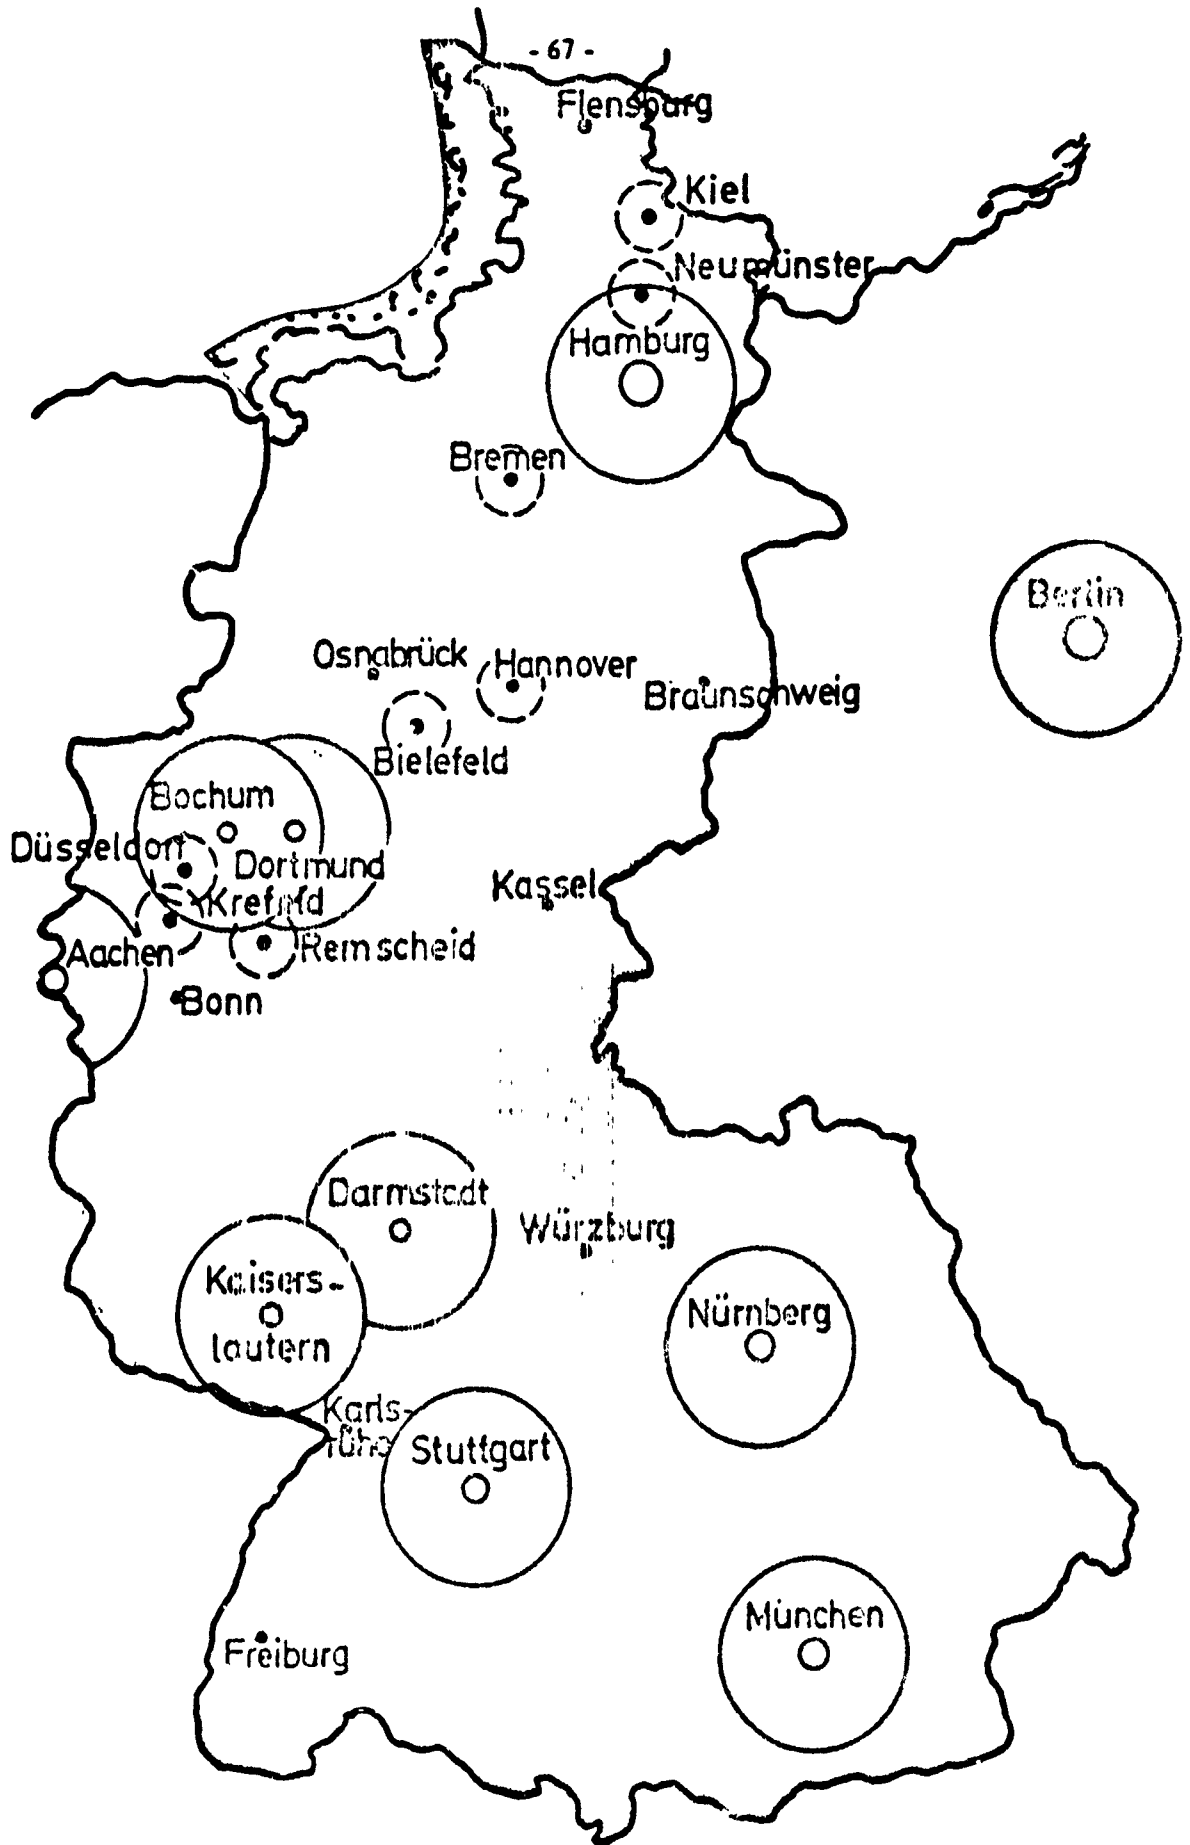 - 67 -
Flensburg
Kiel
Neumünster
Hamburg
Bremen
Berlin
Osnabrück
Hannover
Braunschweig
Bielefeld
Bochum
Düsseldorf
Dortmund
Kassel
Krefeld
Aachen
Remscheid
Bonn
Darmstadt
Würzburg
Kaisers-
lautern
Nürnberg
Karls-
ruhe
Stuttgart
München
Freiburg